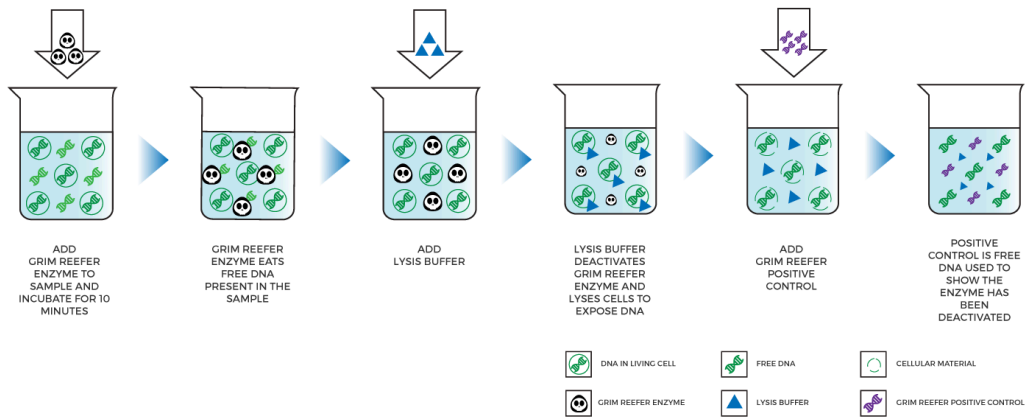 ADD
GRIM REEFER
ENZYME TO
SAMPLE AND
INCUBATE FOR 10
MINUTES
GRIM REEFER
ENZYME EATS
FREE DNA
PRESENT IN THE
SAMPLE
ADD
LYSIS BUFFER
LYSIS BUFFER
DEACTIVATES
GRIM REEFER
ENZYME AND
LYSES CELLS TO
EXPOSE DNA
ADD
GRIM REEFER
POSITIVE
CONTROL
POSITIVE
CONTROL IS FREE
DNA USED TO
SHOW THE
ENZYME HAS
BEEN
DEACTIVATED
DNA IN LIVING CELL
FREE DNA
CELLULAR MATERIAL
GRIM REEFER ENZYME
LYSIS BUFFER
GRIM REEFER POSITIVE CONTROL